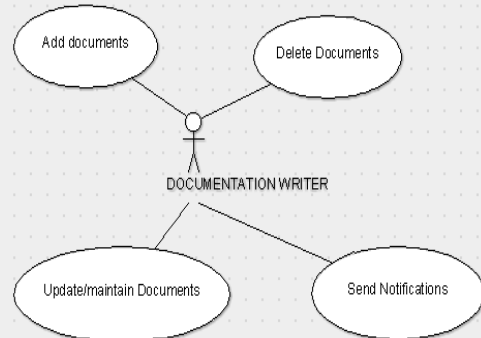 Add documents
Delete Documents
DOCUMENTATION WRITER
Update/maintain Documents
Send Notifications